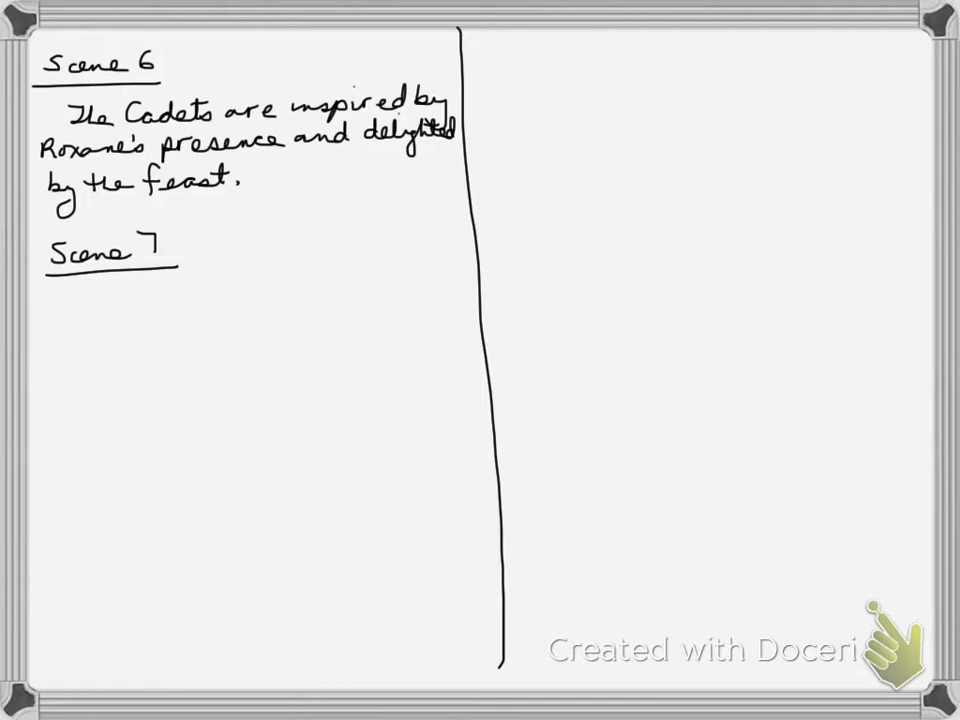 Scene 6
The Cadets are inspired by
Roxane's presence and delighted
by the feast.
Scene 7
Created with Doceri